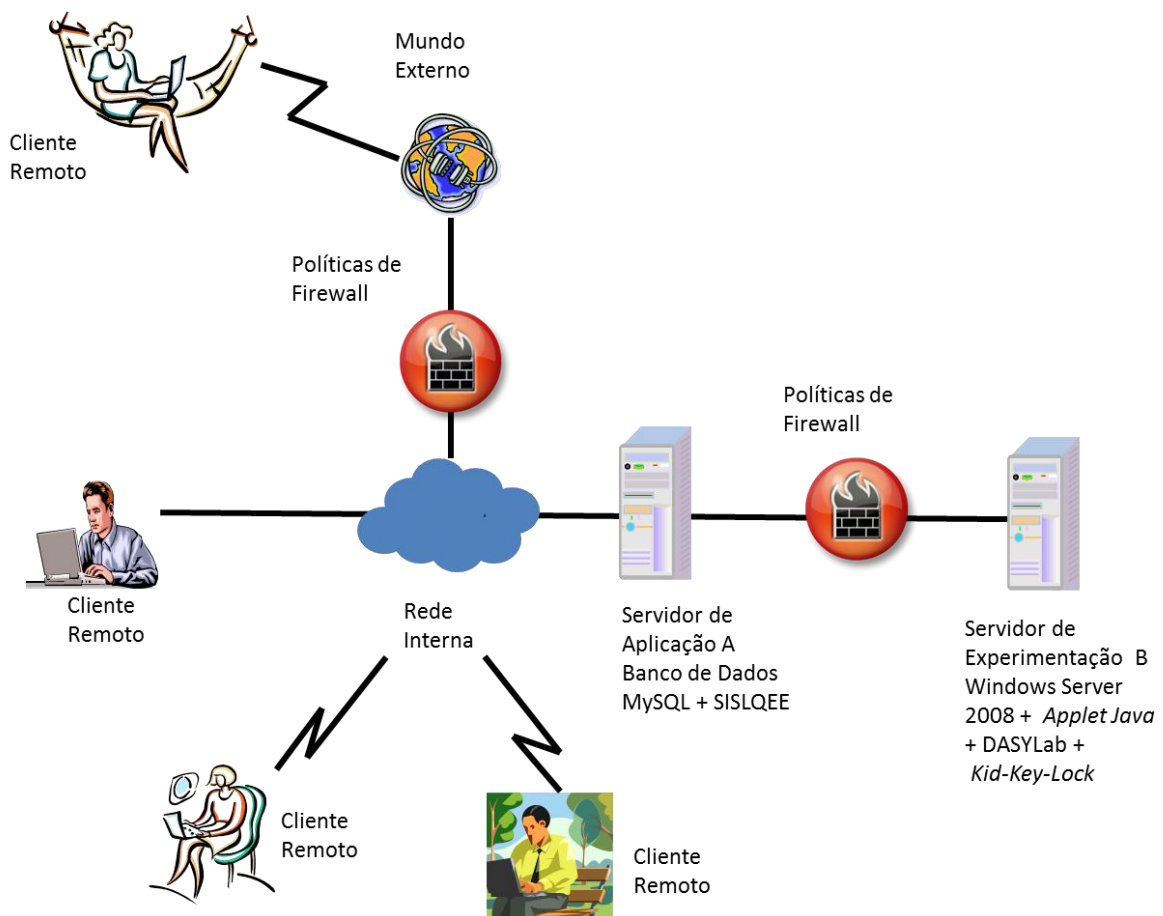 Mundo
Externo
Cliente
Remoto
Políticas de
Firewall
Políticas de
Firewall
Cliente
Remoto
Rede
Interna
Servidor de
Aplicação A
Banco de Dados
MySQL + SISLQEE
Servidor de
Experimentação B
Windows Server
2008 + Applet Java
+ DASYLab +
Kid-Key-Lock
Cliente
Remoto
Cliente
Remoto